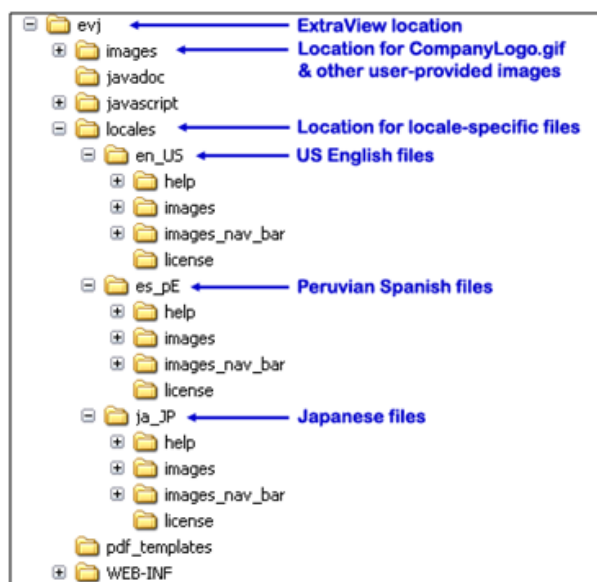 evj ExtraView location
images Location for CompanyLogo.gif
& other user-provided images
javadoc
javascript
locales Location for locale-specific files
en_US US English files
help
images
images_nav_bar
license
es_pE Peruvian Spanish files
help
images
images_nav_bar
license
ja_JP Japanese files
help
images
images_nav_bar
license
pdf_templates
WEB-INF